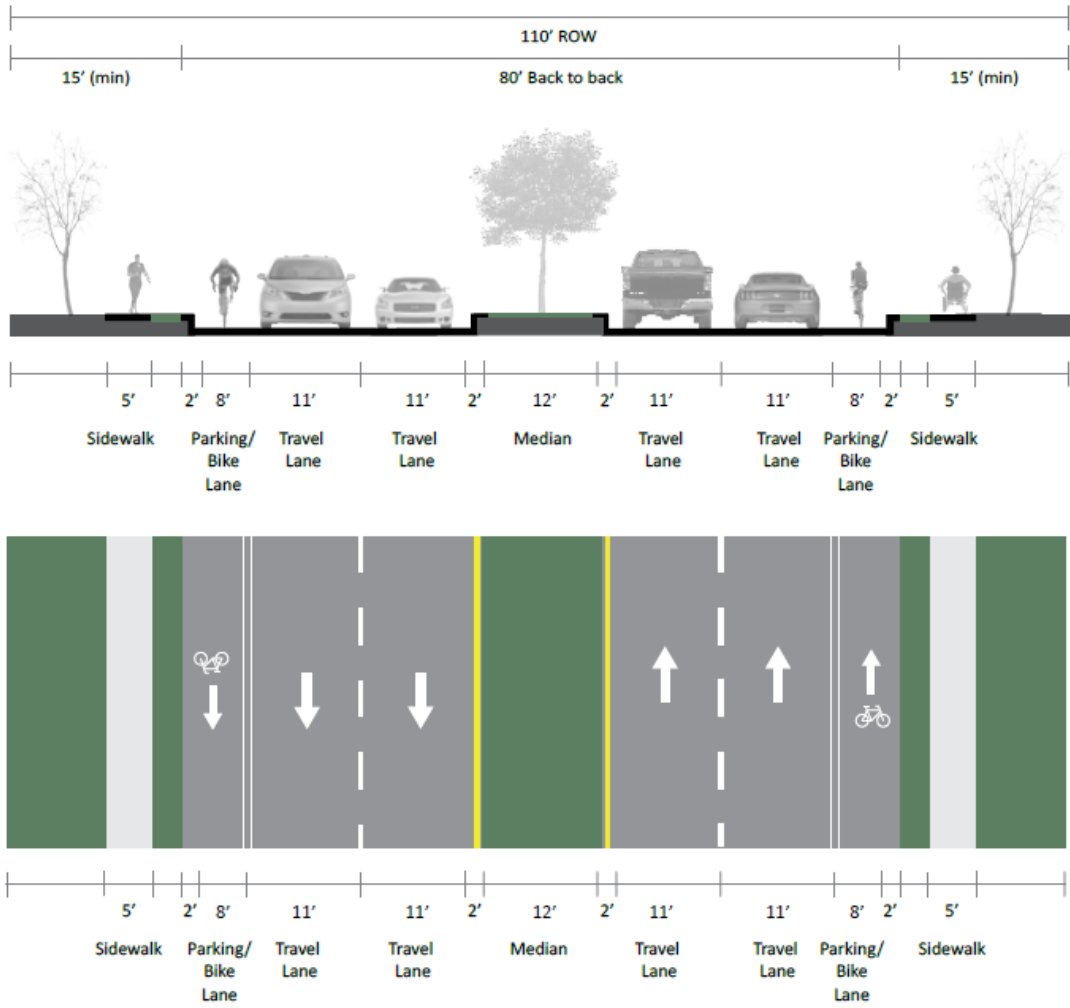 110’ ROW
15’ (min) 80’ Back to back 15’ (min)
5’ 2’ 8’ 11’ 11’ 2’ 12’ 2’ 11’ 11’ 8’ 2’ 5’
Sidewalk Parking/ Travel Travel Median Travel Travel Parking/ Sidewalk
Bike Lane Lane Lane Lane Bike
Lane Lane
5’ 2’ 8’ 11’ 11’ 2’ 12’ 2’ 11’ 11’ 8’ 2’ 5’
Sidewalk Parking/ Travel Travel Median Travel Travel Parking/ Sidewalk
Bike Lane Lane Lane Lane Bike
Lane Lane